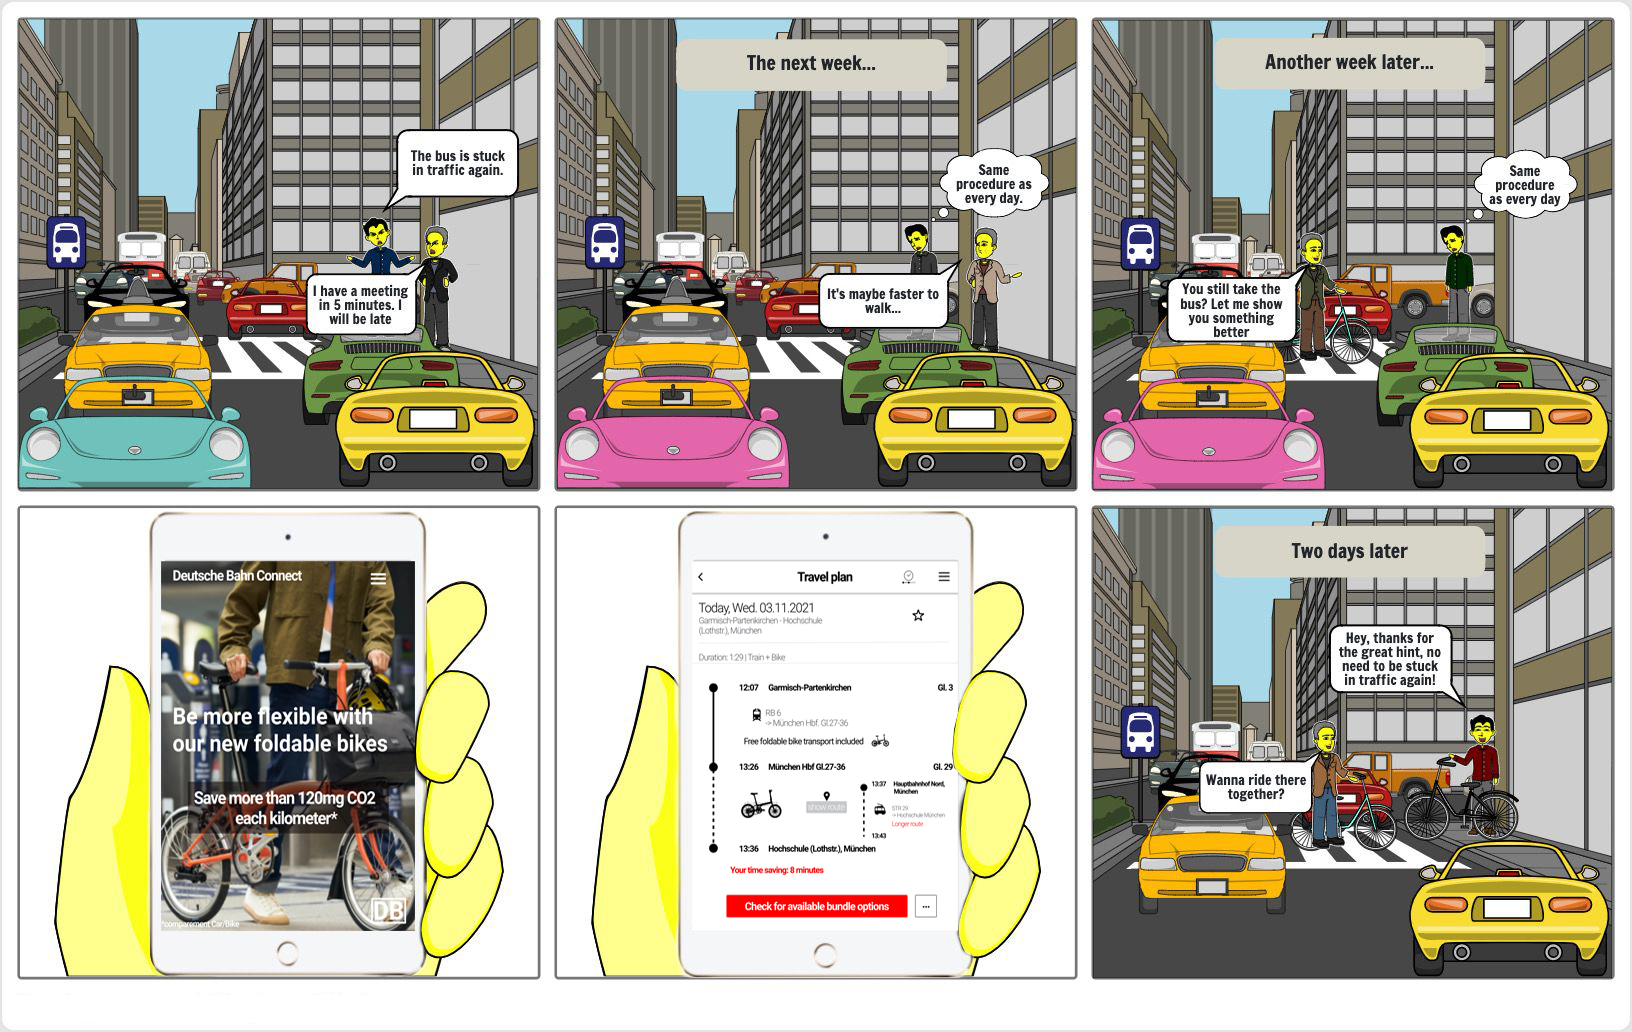 The bus is stuck
in traffic again.
I have a meeting
in 5 minutes. I
will be late
The next week...
Same
procedure as
every day.
It's maybe faster to
walk...
Another week later...
Same
procedure
as every day
You still take the
bus? Let me show
you something
better
Deutsche Bahn Connect
Be more flexible with
our new foldable bikes
Save more than 120mg CO2
each kilometer*
DB
*comparement Car/Bike
Travel plan
Today, Wed. 03.11.2021
Garmisch-Partenkirchen - Hochschule
(Lothstr.), München
Duration: 1:29 | Train + Bike
12:07 Garmisch-Partenkirchen Gl. 3
RB 6
-> München Hbf. Gl.27-36
Free foldable bike transport included
13:26 München Hbf Gl.27-36 Gl. 29
13:37 Hauptbahnhof Nord,
München
show route
STR 29
-> Hochschule München
Longer route
13:43
13:36 Hochschule (Lothstr.), München
Your time saving: 8 minutes
Check for available bundle options ...
Two days later
Hey, thanks for
the great hint, no
need to be stuck
in traffic again!
Wanna ride there
together?